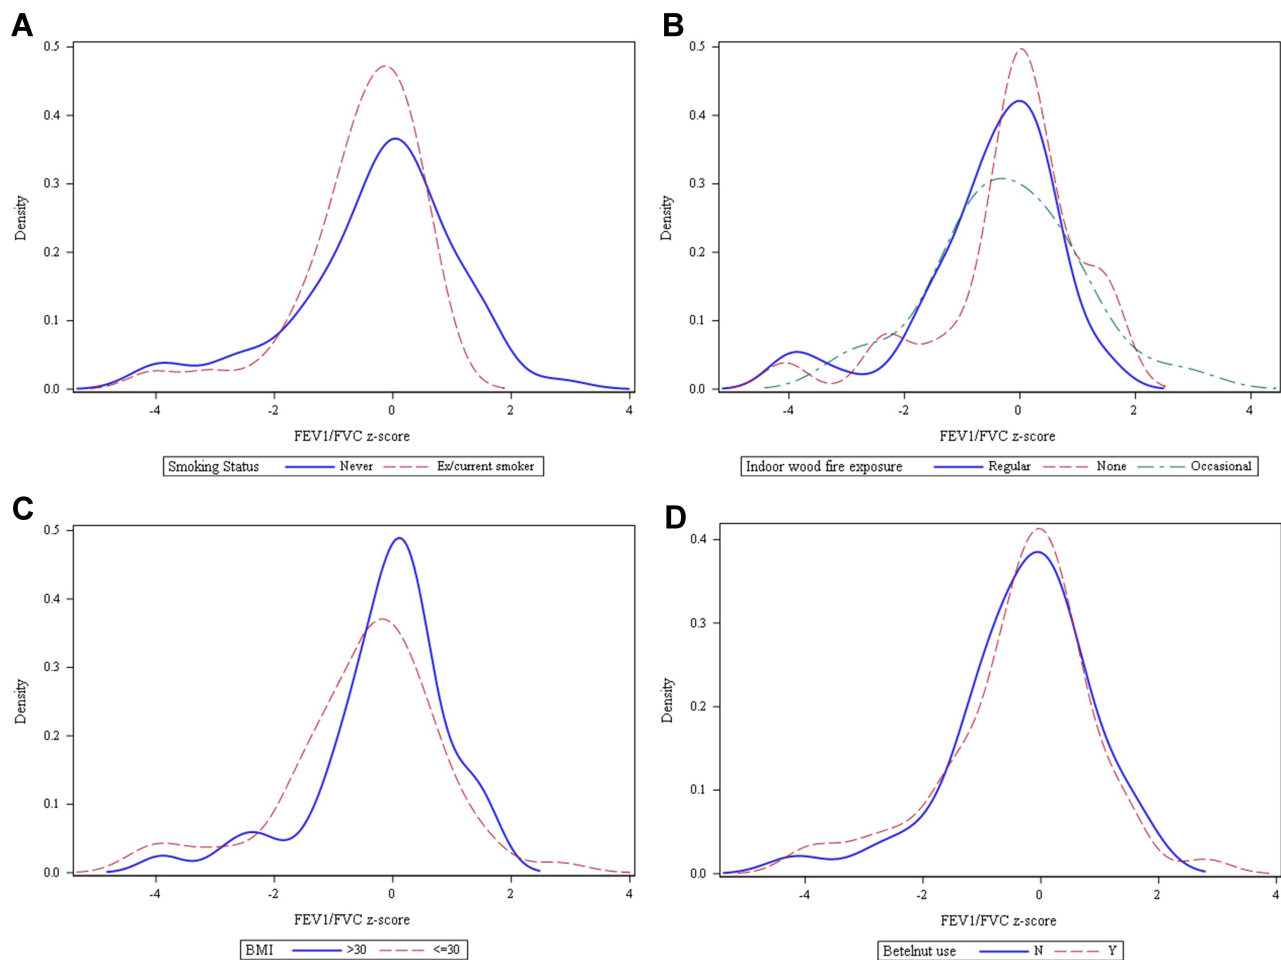 A
0.5
0.4
0.3
0.2
0.1
0.0
Density
-4 -2 0 2 4
FEV1/FVC z-score
Smoking Status Never Ex/current smoker
B
0.5
0.4
0.3
0.2
0.1
0.0
Density
-4 -2 0 2 4
FEV1/FVC z-score
Indoor wood fire exposure Regular None Occasional
C
0.5
0.4
0.3
0.2
0.1
0.0
Density
-4 -2 0 2 4
FEV1/FVC z-score
BMI >30 <=30
D
0.4
0.3
0.2
0.1
0.0
Density
-4 -2 0 2 4
FEV1/FVC z-score
Betelnut use N Y